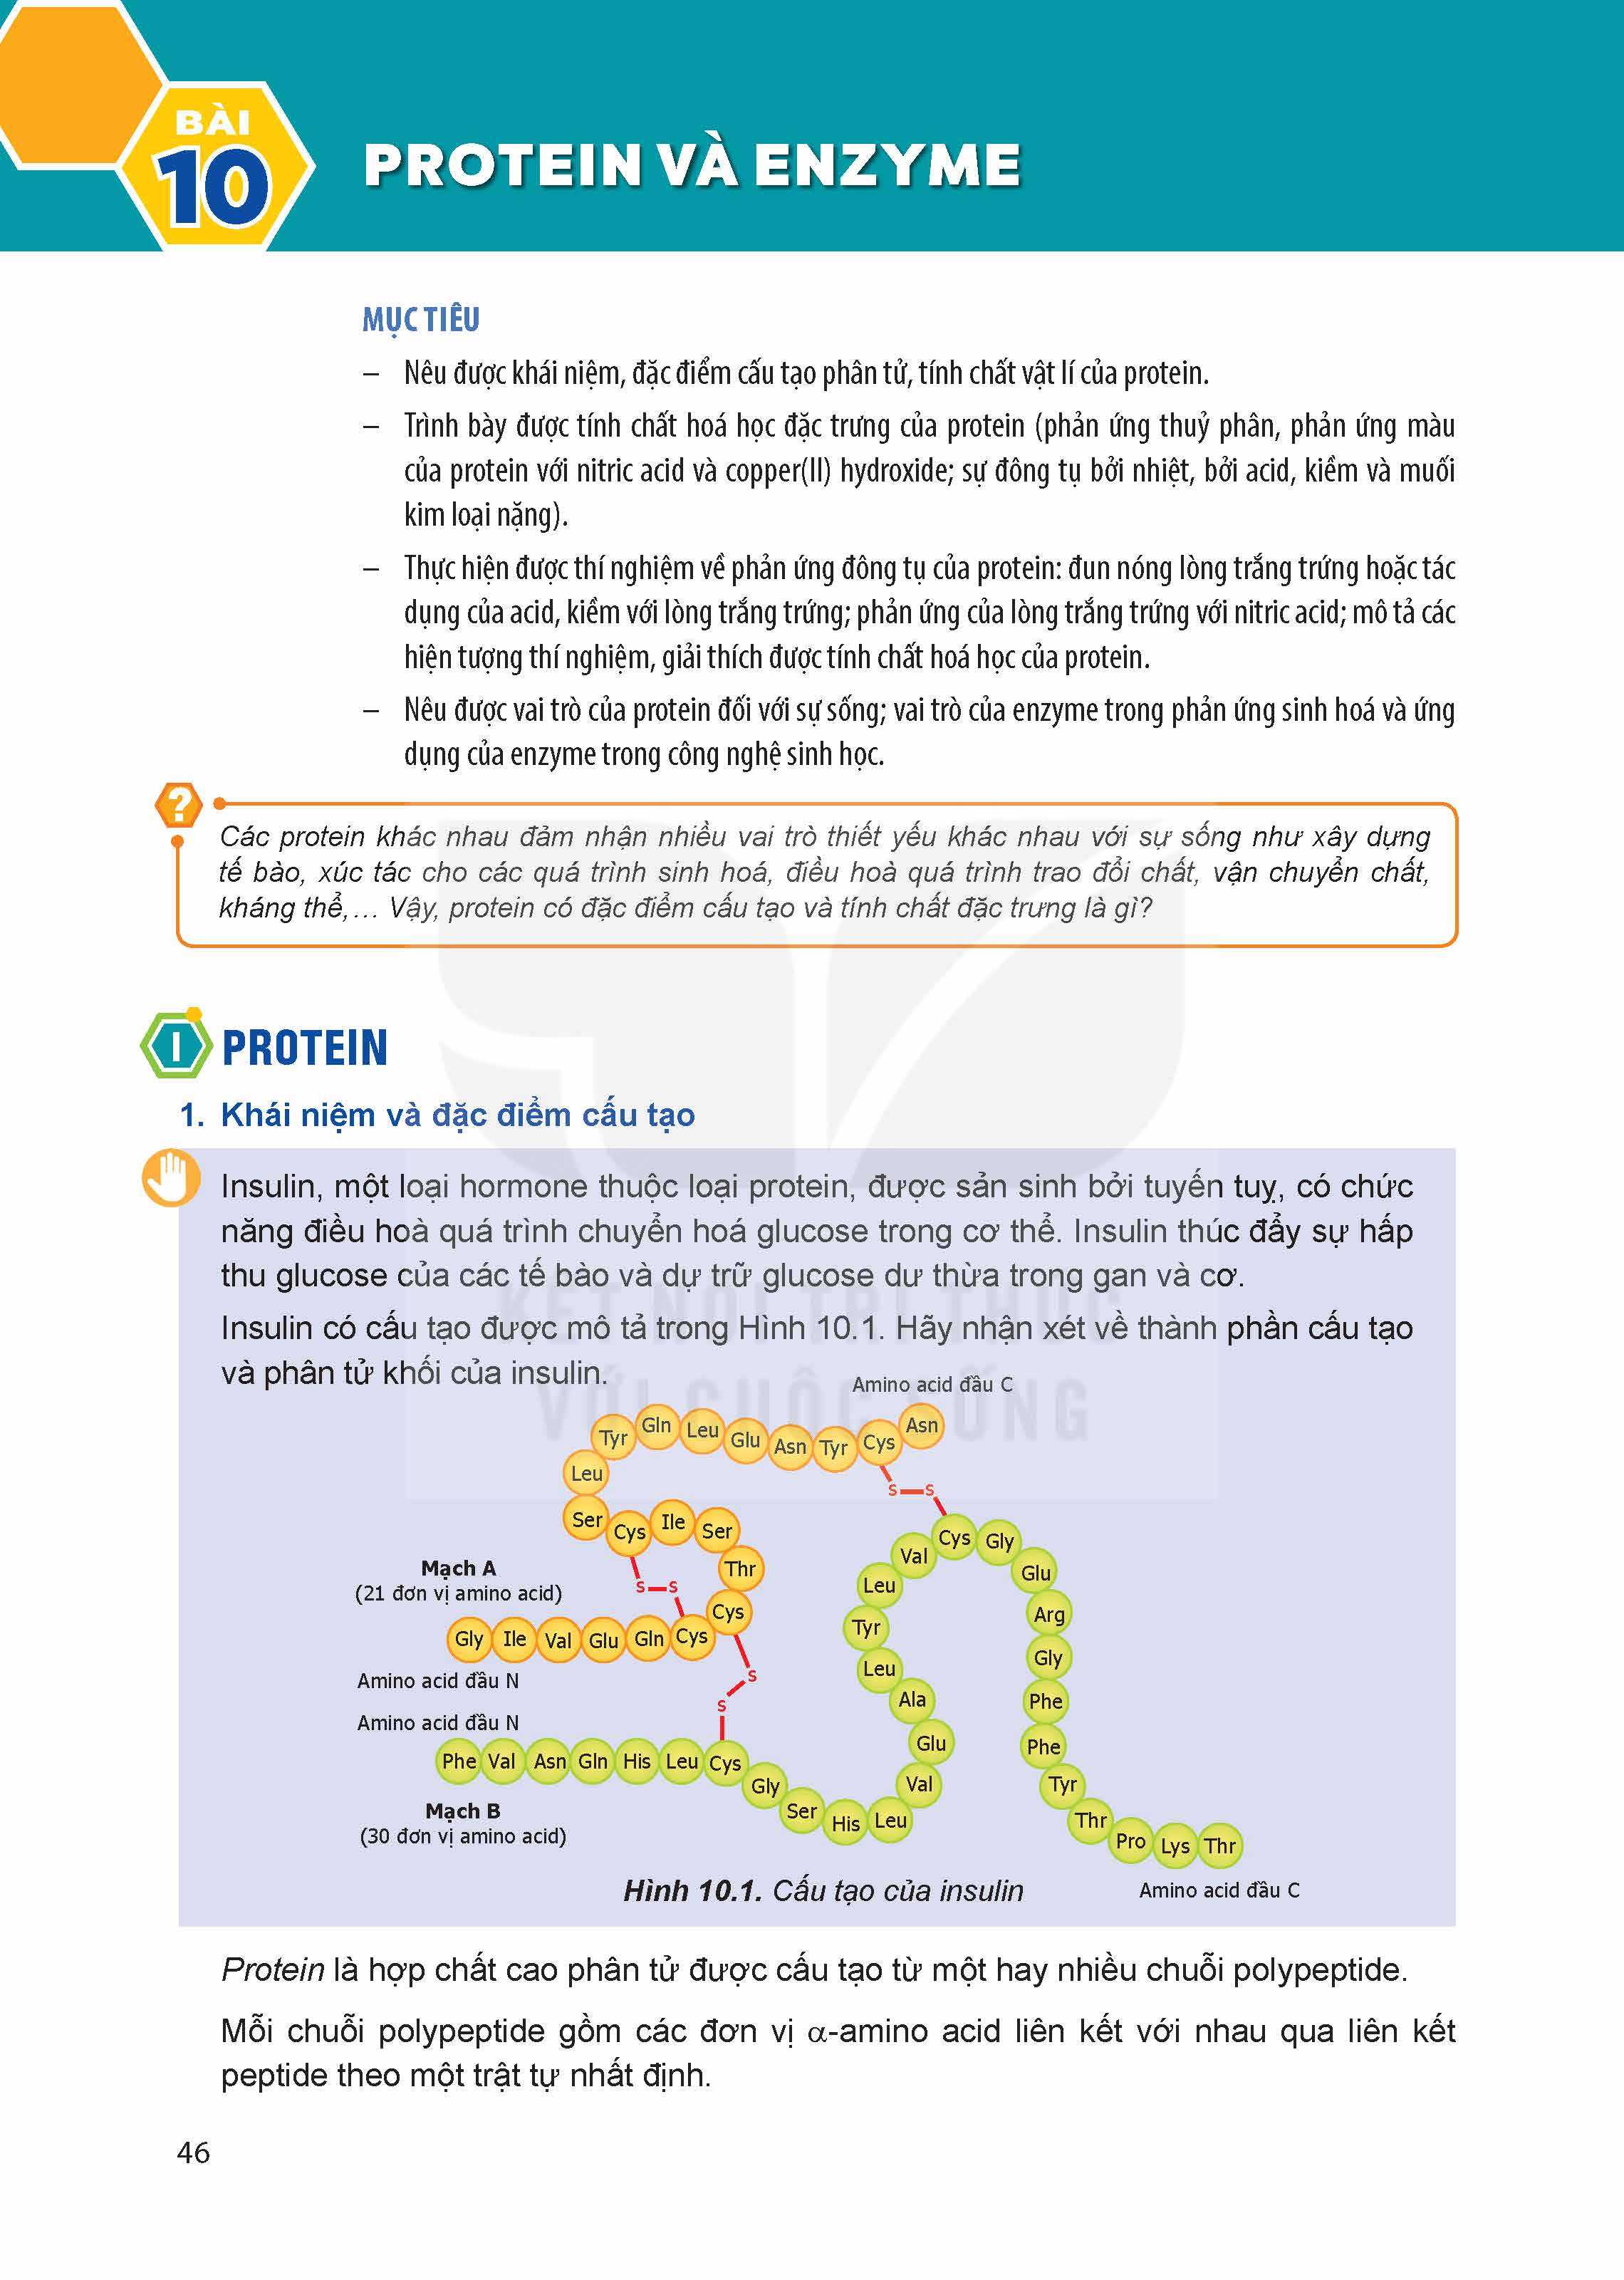 BÀI
10
PROTEIN VÀ ENZYME
MỤC TIÊU
– Nêu được khái niệm, đặc điểm cấu tạo phân tử, tính chất vật lí của protein.
– Trình bày được tính chất hoá học đặc trưng của protein (phản ứng thuỷ phân, phản ứng màu
của protein với nitric acid và copper(II) hydroxide; sự đông tụ bởi nhiệt, bởi acid, kiềm và muối
kim loại nặng).
– Thực hiện được thí nghiệm về phản ứng đông tụ của protein: đun nóng lòng trắng trứng hoặc tác
dụng của acid, kiềm với lòng trắng trứng; phản ứng của lòng trắng trứng với nitric acid; mô tả các
hiện tượng thí nghiệm, giải thích được tính chất hoá học của protein.
– Nêu được vai trò của protein đối với sự sống; vai trò của enzyme trong phản ứng sinh hoá và ứng
dụng của enzyme trong công nghệ sinh học.
?
Các protein khác nhau đảm nhận nhiều vai trò thiết yếu khác nhau với sự sống như xây dựng
tế bào, xúc tác cho các quá trình sinh hoá, điều hoà quá trình trao đổi chất, vận chuyển chất,
kháng thể,... Vậy, protein có đặc điểm cấu tạo và tính chất đặc trưng là gì?
I PROTEIN
1. Khái niệm và đặc điểm cấu tạo
Insulin, một loại hormone thuộc loại protein, được sản sinh bởi tuyến tuỵ, có chức
năng điều hoà quá trình chuyển hoá glucose trong cơ thể. Insulin thúc đẩy sự hấp
thu glucose của các tế bào và dự trữ glucose dư thừa trong gan và cơ.
Insulin có cấu tạo được mô tả trong Hình 10.1. Hãy nhận xét về thành phần cấu tạo
và phân tử khối của insulin.
KẾT NỐI TRI THỨC
VỚI CUỘC SỐNG
Amino acid đầu C
Leu Tyr Gln Leu Glu Asn Tyr Cys Asn
S S
Ser Cys Ile Ser Thr Cys
Mạch A
(21 đơn vị amino acid)
S S
Gly Ile Val Glu Gln Cys
Amino acid đầu N
S
S
Amino acid đầu N
Phe Val Asn Gln His Leu Cys Gly Ser His Leu Val Glu Ala Leu Tyr Leu Val Cys Gly Glu Arg Gly Phe Phe Tyr Thr Pro Lys Thr
Mạch B
(30 đơn vị amino acid)
Amino acid đầu C
Hình 10.1. Cấu tạo của insulin
Protein là hợp chất cao phân tử được cấu tạo từ một hay nhiều chuỗi polypeptide.
Mỗi chuỗi polypeptide gồm các đơn vị α-amino acid liên kết với nhau qua liên kết
peptide theo một trật tự nhất định.
46